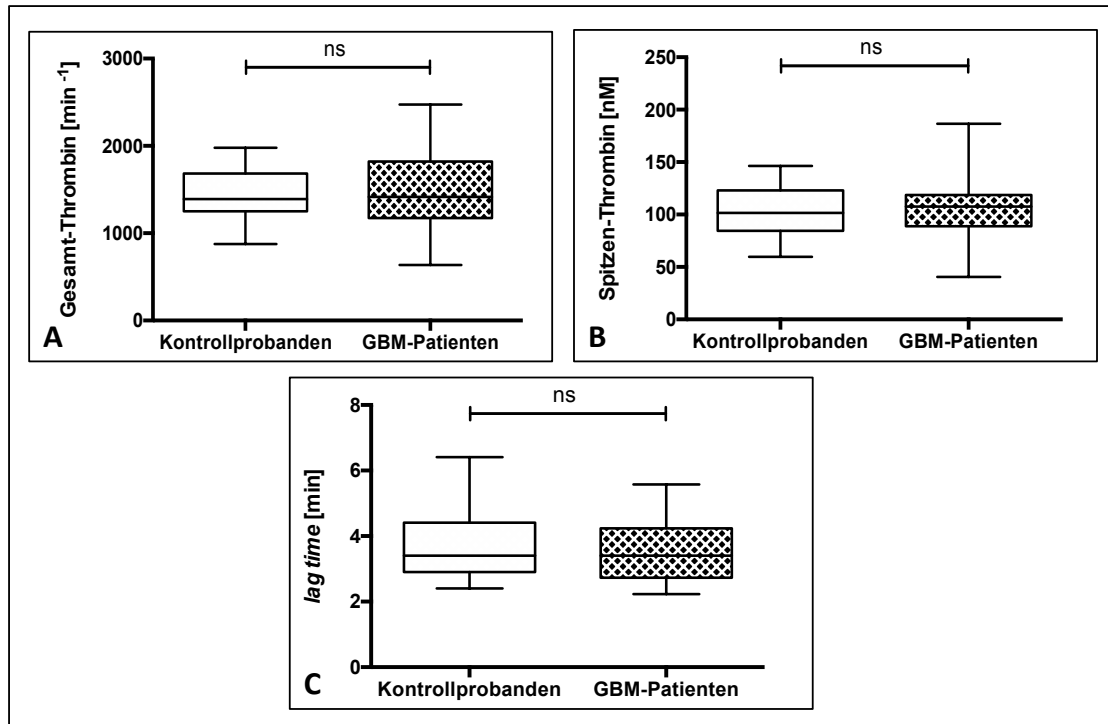 ns
3000
2000
1000
0
Gesamt-Thrombin [min -1]
Kontrollprobanden GBM-Patienten
A
ns
250
200
150
100
50
0
Spitzen-Thrombin [nM]
Kontrollprobanden GBM-Patienten
B
ns
8
6
4
2
0
lag time [min]
Kontrollprobanden GBM-Patienten
C